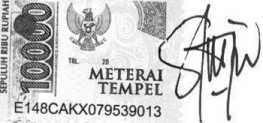 SEPULUH RIBU RUPIAH
10000
TGL. 20
METERAI
TEMPEL
E148CAKX079539013